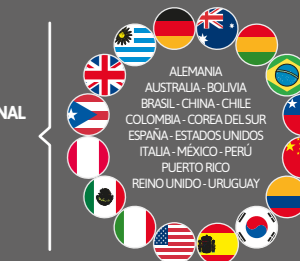 NAL
ALEMANIA
AUSTRALIA - BOLIVIA
BRASIL - CHINA - CHILE
COLOMBIA - COREA DEL SUR
ESPAÑA - ESTADOS UNIDOS
ITALIA - MÉXICO - PERÚ
PUERTO RICO
REINO UNIDO - URUGUAY